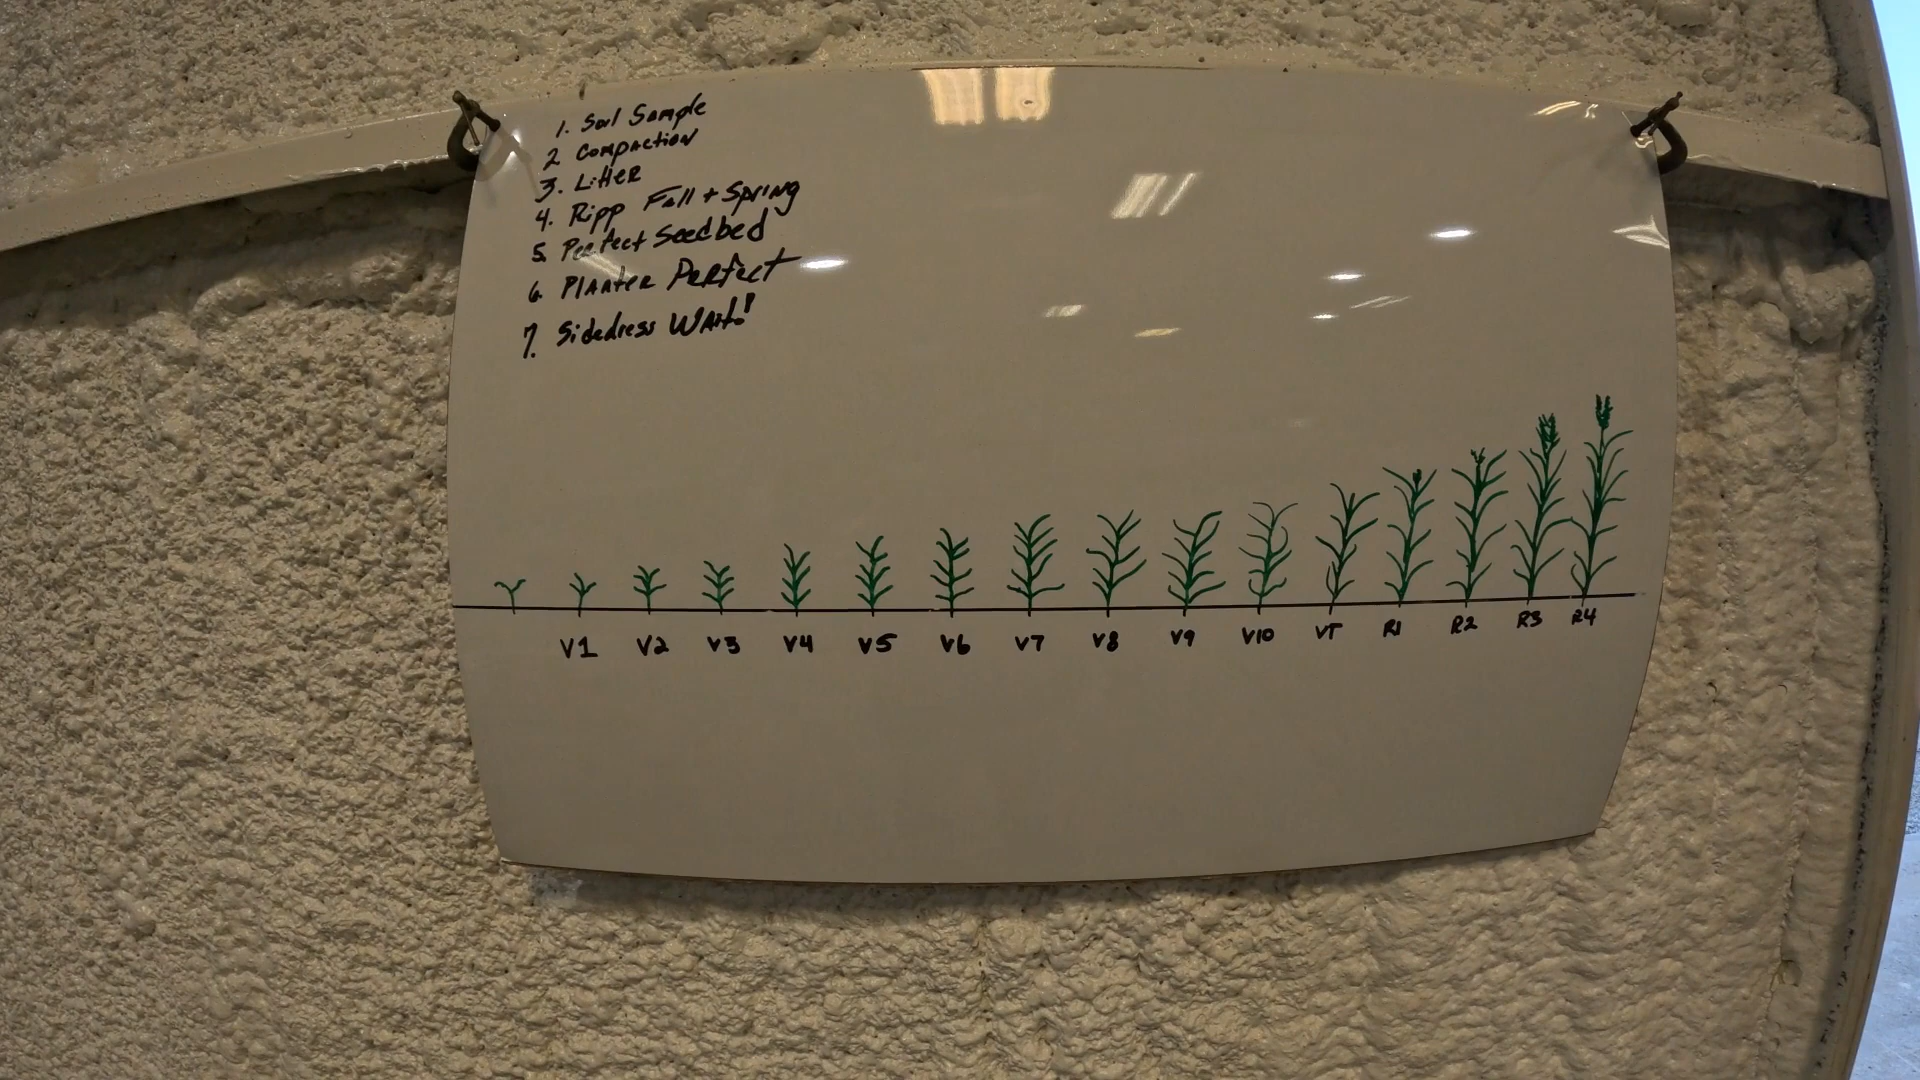 1. Soil Sample
2 Compaction
3. Litter
4. Ripp Fall + Spring
5. Perfect Seedbed
6. Planter Perfect
7. Sidedress Wait!
V1 V2 V3 V4 V5 V6 V7 V8 V9 V10 VT R1 R2 R3 R4